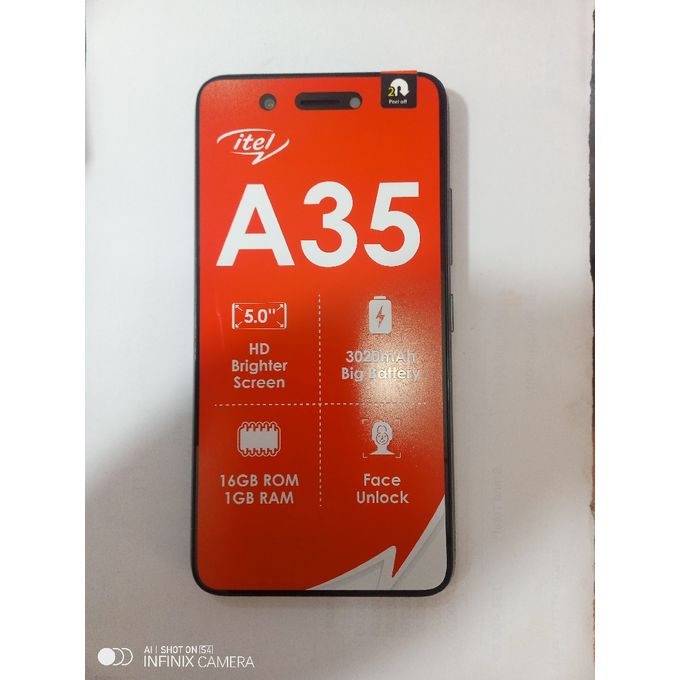 2
Peel off
itel
A35
5.0"
HD
Brighter
Screen
3020mAh
Big Battery
16GB ROM
1GB RAM
Face
Unlock
AI | SHOT ON [S4]
INFINIX CAMERA